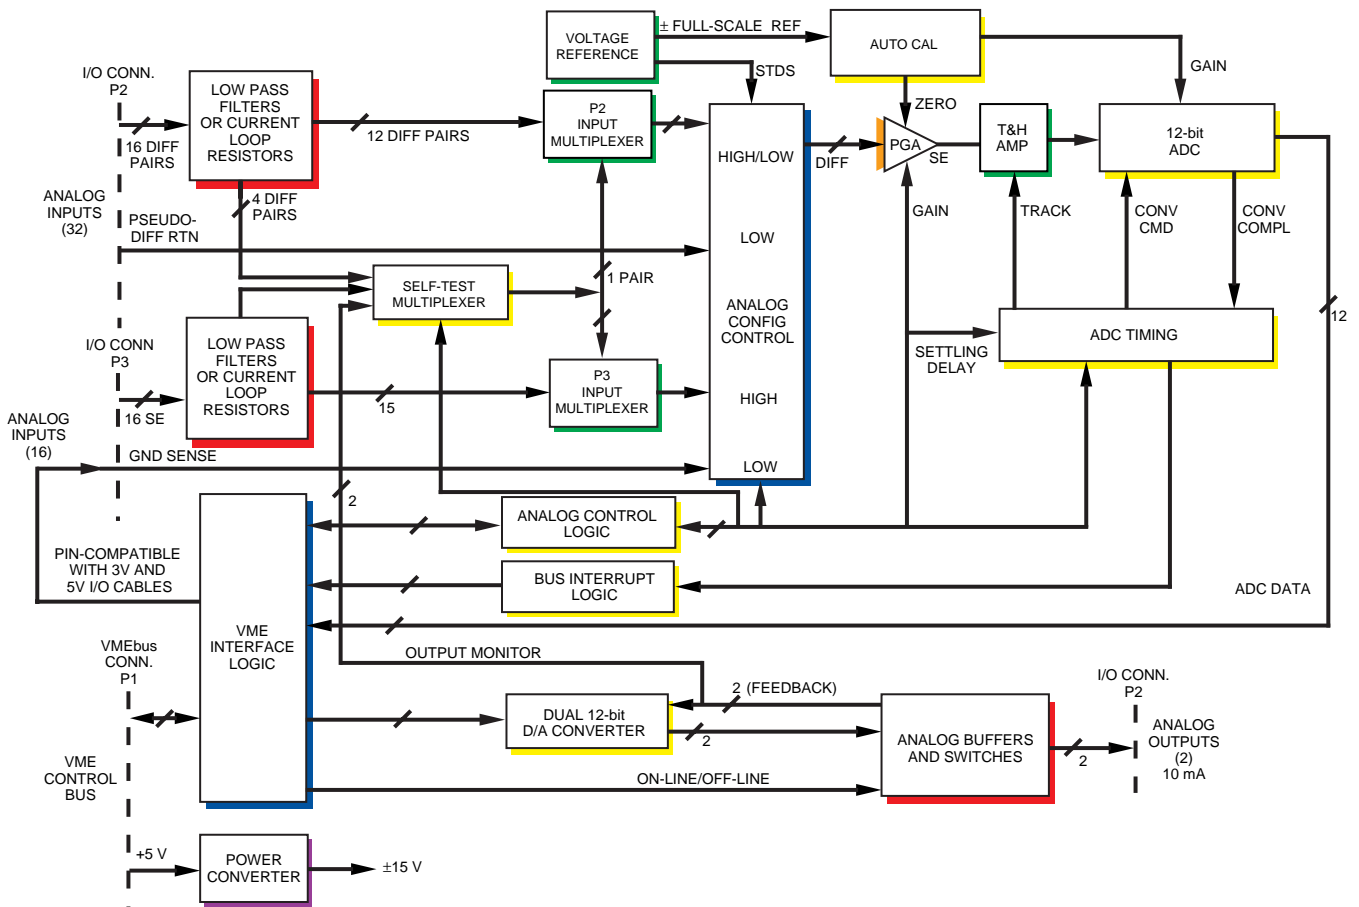 ± FULL-SCALE REF
VOLTAGE
REFERENCE
AUTO CAL
STDS
GAIN
I/O CONN.
P2
LOW PASS
FILTERS
OR CURRENT
LOOP
RESISTORS
16 DIFF
PAIRS
12 DIFF PAIRS
P2
INPUT
MULTIPLEXER
ZERO
HIGH/LOW
DIFF
PGA
SE
T&H
AMP
12-bit
ADC
4 DIFF
PAIRS
ANALOG
INPUTS
(32)
PSEUDO-
DIFF RTN
LOW
GAIN
TRACK
CONV
CMD
CONV
COMPL
SELF-TEST
MULTIPLEXER
1 PAIR
ANALOG
CONFIG
CONTROL
12
ADC TIMING
SETTLING
DELAY
I/O CONN
P3
LOW PASS
FILTERS
OR CURRENT
LOOP
RESISTORS
16 SE
15
P3
INPUT
MULTIPLEXER
HIGH
ANALOG
INPUTS
(16)
GND SENSE
LOW
2
ANALOG CONTROL
LOGIC
PIN-COMPATIBLE
WITH 3V AND
5V I/O CABLES
BUS INTERRUPT
LOGIC
ADC DATA
VME
INTERFACE
LOGIC
OUTPUT MONITOR
VMEbus
CONN.
P1
2 (FEEDBACK)
I/O CONN.
P2
DUAL 12-bit
D/A CONVERTER
2
ANALOG BUFFERS
AND SWITCHES
2
ANALOG
OUTPUTS
(2)
10 mA
VME
CONTROL
BUS
ON-LINE/OFF-LINE
+5 V
POWER
CONVERTER
±15 V